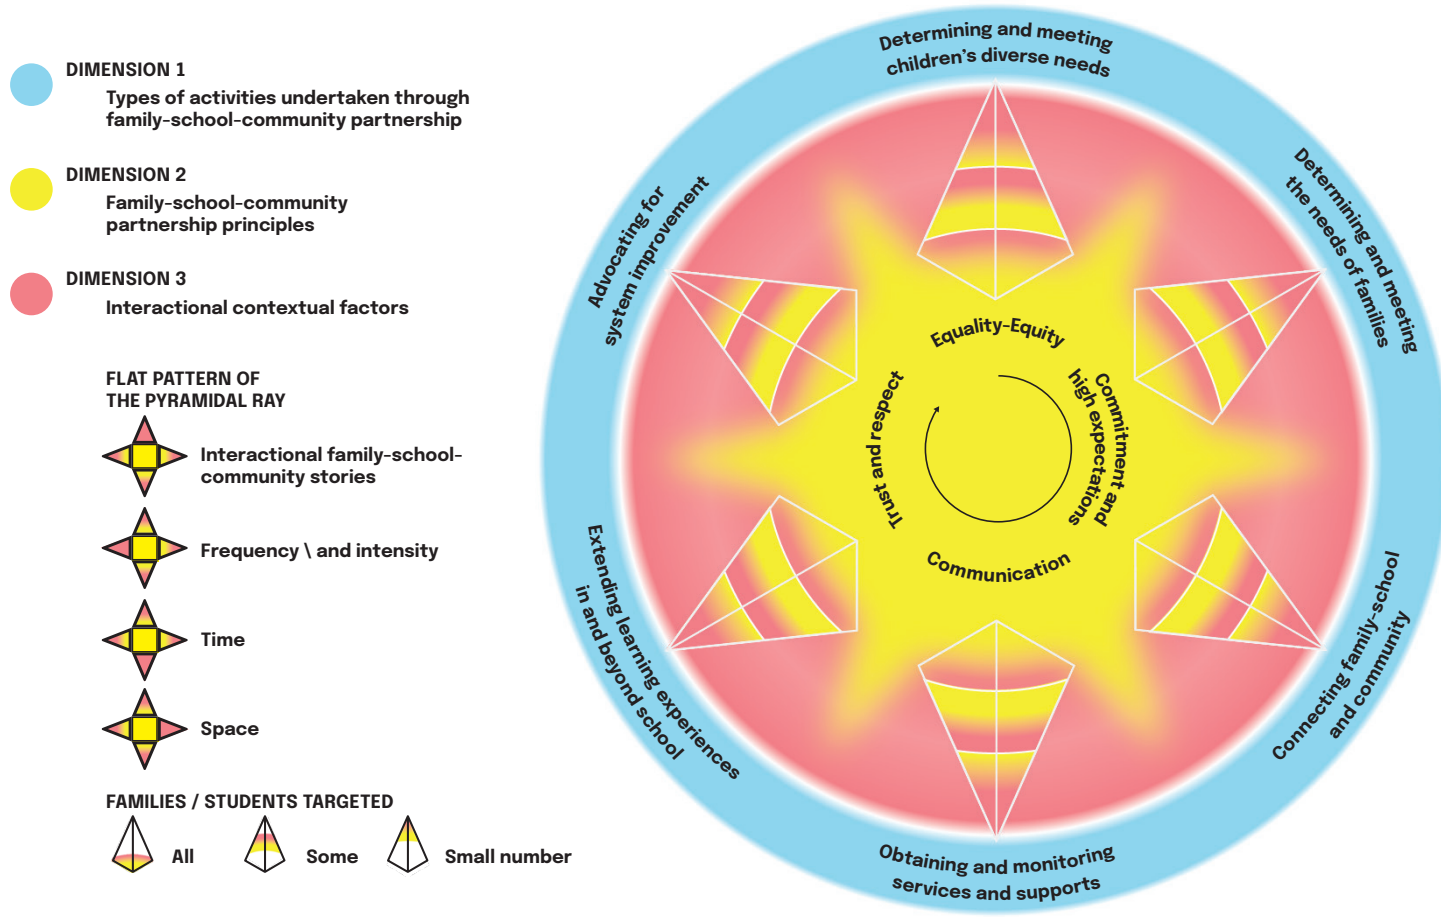 DIMENSION 1
Types of activities undertaken through
family-school-community partnership
DIMENSION 2
Family-school-community
partnership principles
DIMENSION 3
Interactional contextual factors
FLAT PATTERN OF
THE PYRAMIDAL RAY
Interactional family-school-
community stories
Frequency \ and intensity
Time
Space
FAMILIES / STUDENTS TARGETED
All
Some
Small number
Determining and meeting
children's diverse needs
Determining and meeting
the needs of families
Connecting family-school
and community
Obtaining and monitoring
services and supports
Extending learning experiences
in and beyond school
Advocating for
system improvement
Equality-Equity
Commitment and
high expectations
Communication
Trust and respect